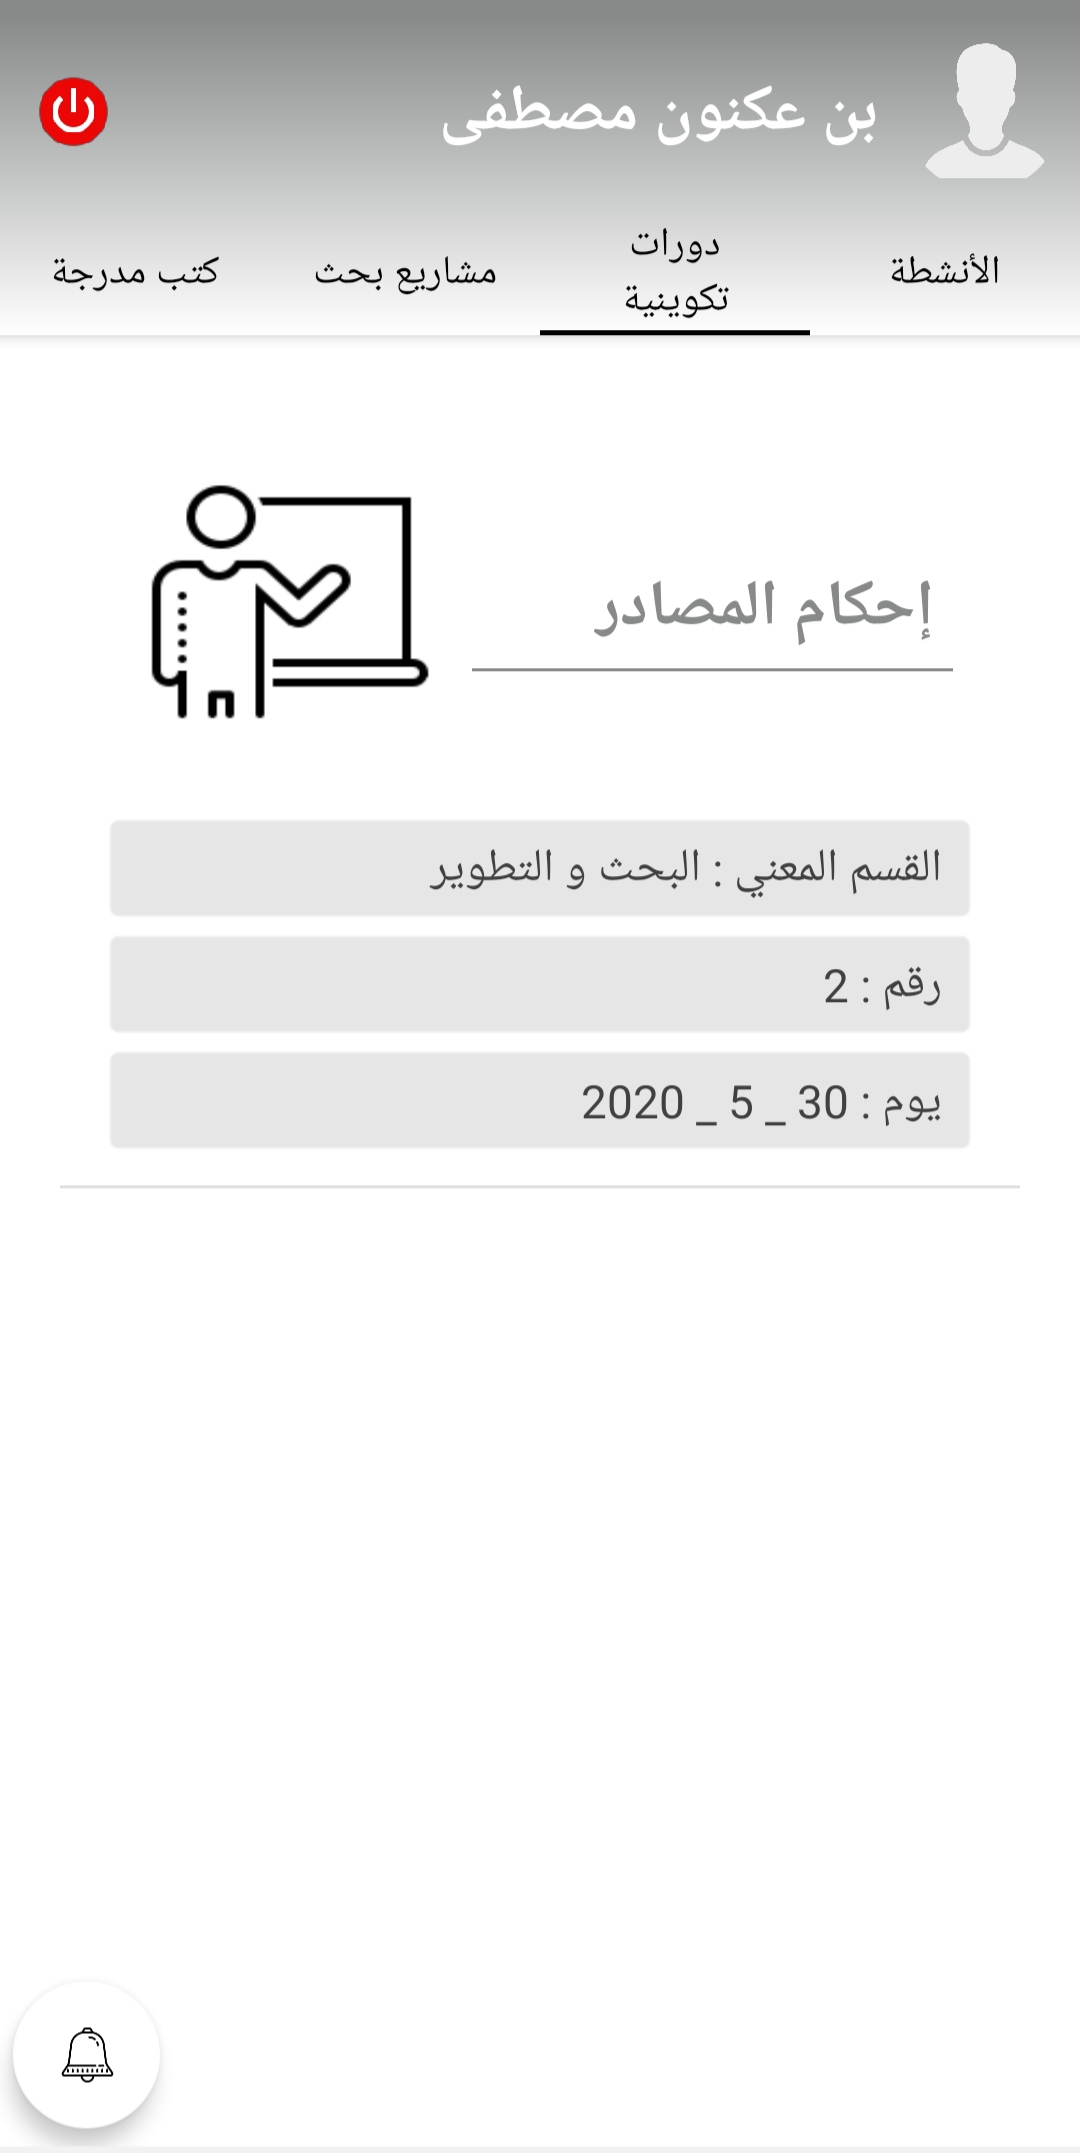 بن عكنون مصطفى
الأنشطة
دورات
تكوينية
مشاريع بحث
كتب مدرجة
إحكام المصادر
القسم المعني : البحث و التطوير
رقم : 2
يوم : 30 _ 5 _ 2020